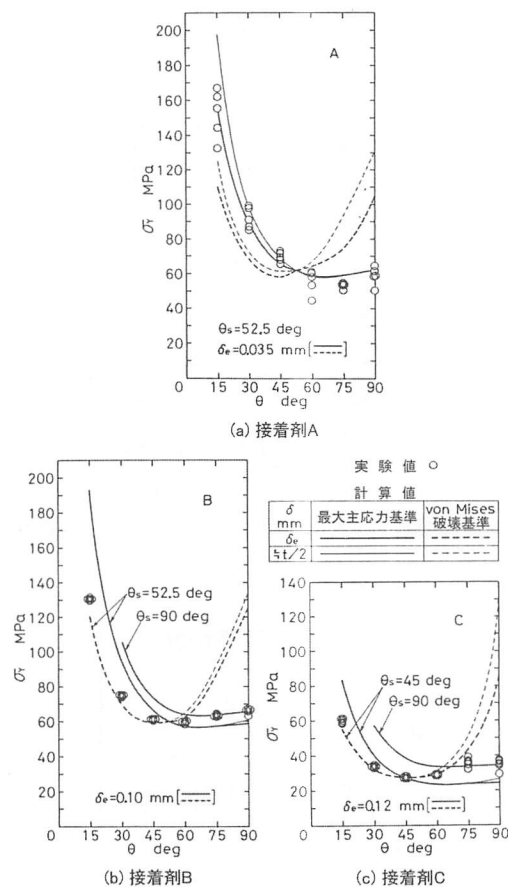 A
200
180
160
140
120
100
80
60
40
20
0
σY MPa
θs=52.5 deg
δe=0.035 mm[ ]
15 30 45 60 75 90
θ deg
(a) 接着剤A
実験値 ○
計算値
δ mm 最大主応力基準 von Mises 破壊基準
δe
≒t/2
B
200
180
160
140
120
100
80
60
40
20
0
σY MPa
θs=52.5 deg
θs=90 deg
δe=0.10 mm[ ]
15 30 45 60 75 90
θ deg
(b) 接着剤B
C
140
120
100
80
60
40
20
0
σY MPa
θs=45 deg
θs=90 deg
δe=0.12 mm[ ]
15 30 45 60 75 90
θ deg
(c) 接着剤C